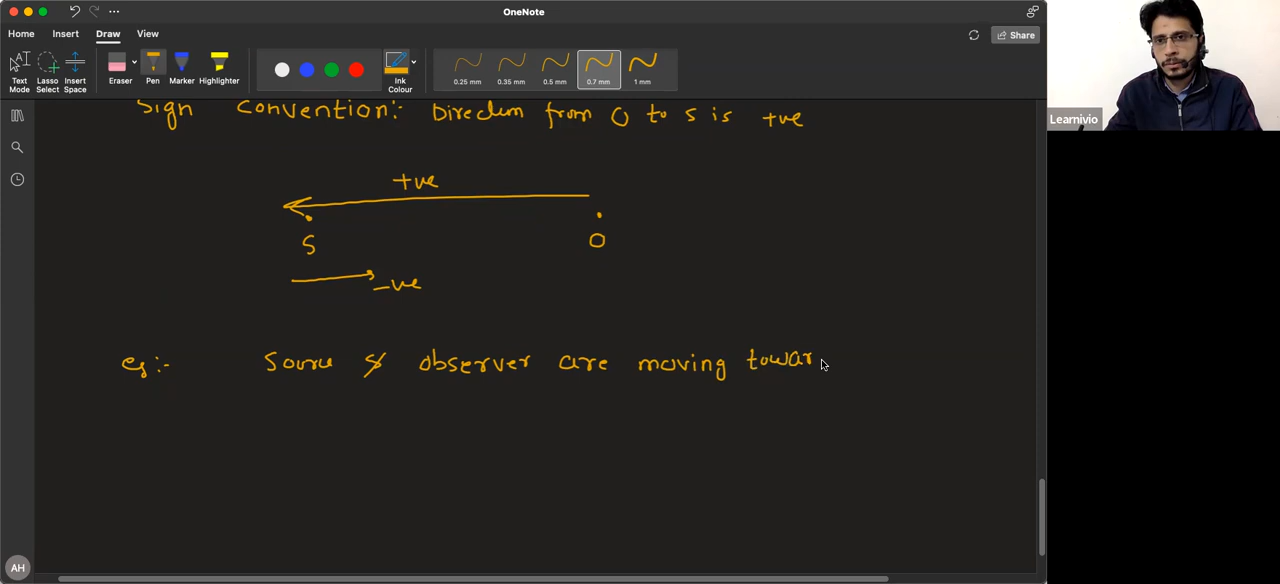 OneNote
Home Insert Draw View
Share
Text Mode
Lasso Select
Insert Space
Eraser
Pen
Marker
Highlighter
Ink Colour
0.25 mm
0.35 mm
0.5 mm
0.7 mm
1 mm
Learnivio
Sign Convention:- Direction from O to S is +ve
+ve
S
O
-ve
eg:- Source & observer are moving towar
AH